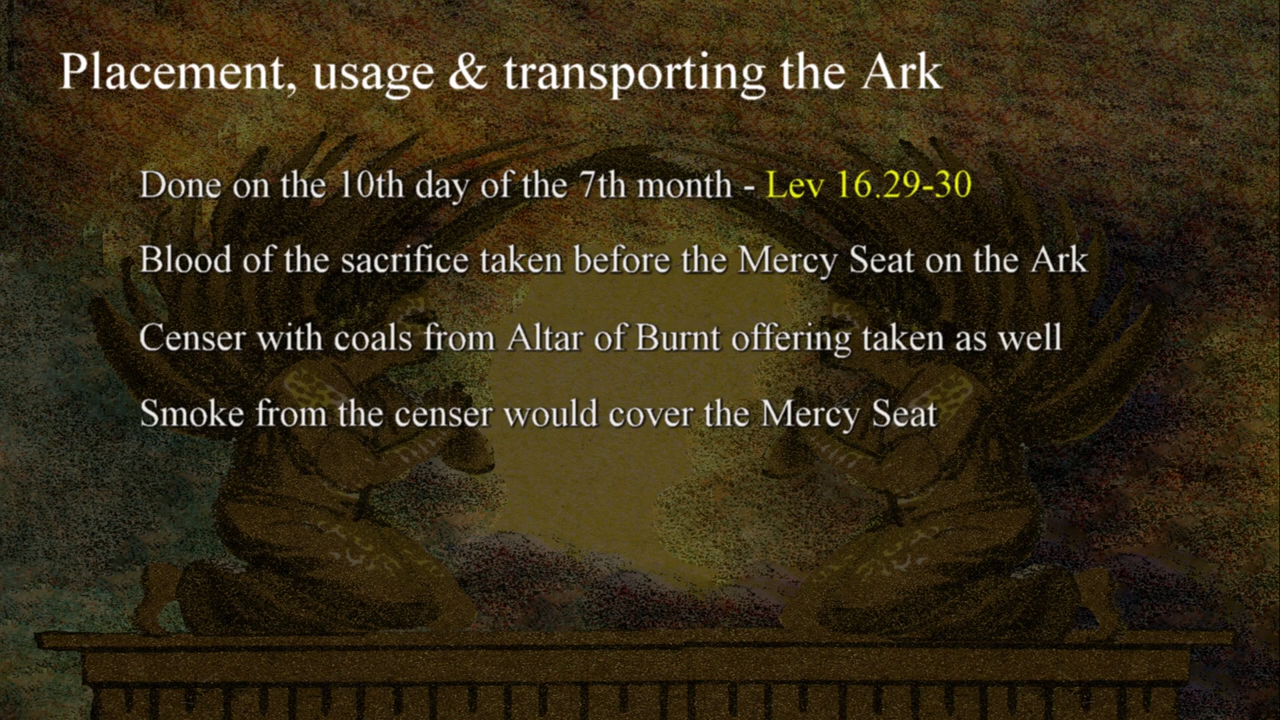 Placement, usage & transporting the Ark
Done on the 10th day of the 7th month - Lev 16.29-30
Blood of the sacrifice taken before the Mercy Seat on the Ark
Censer with coals from Altar of Burnt offering taken as well
Smoke from the censer would cover the Mercy Seat